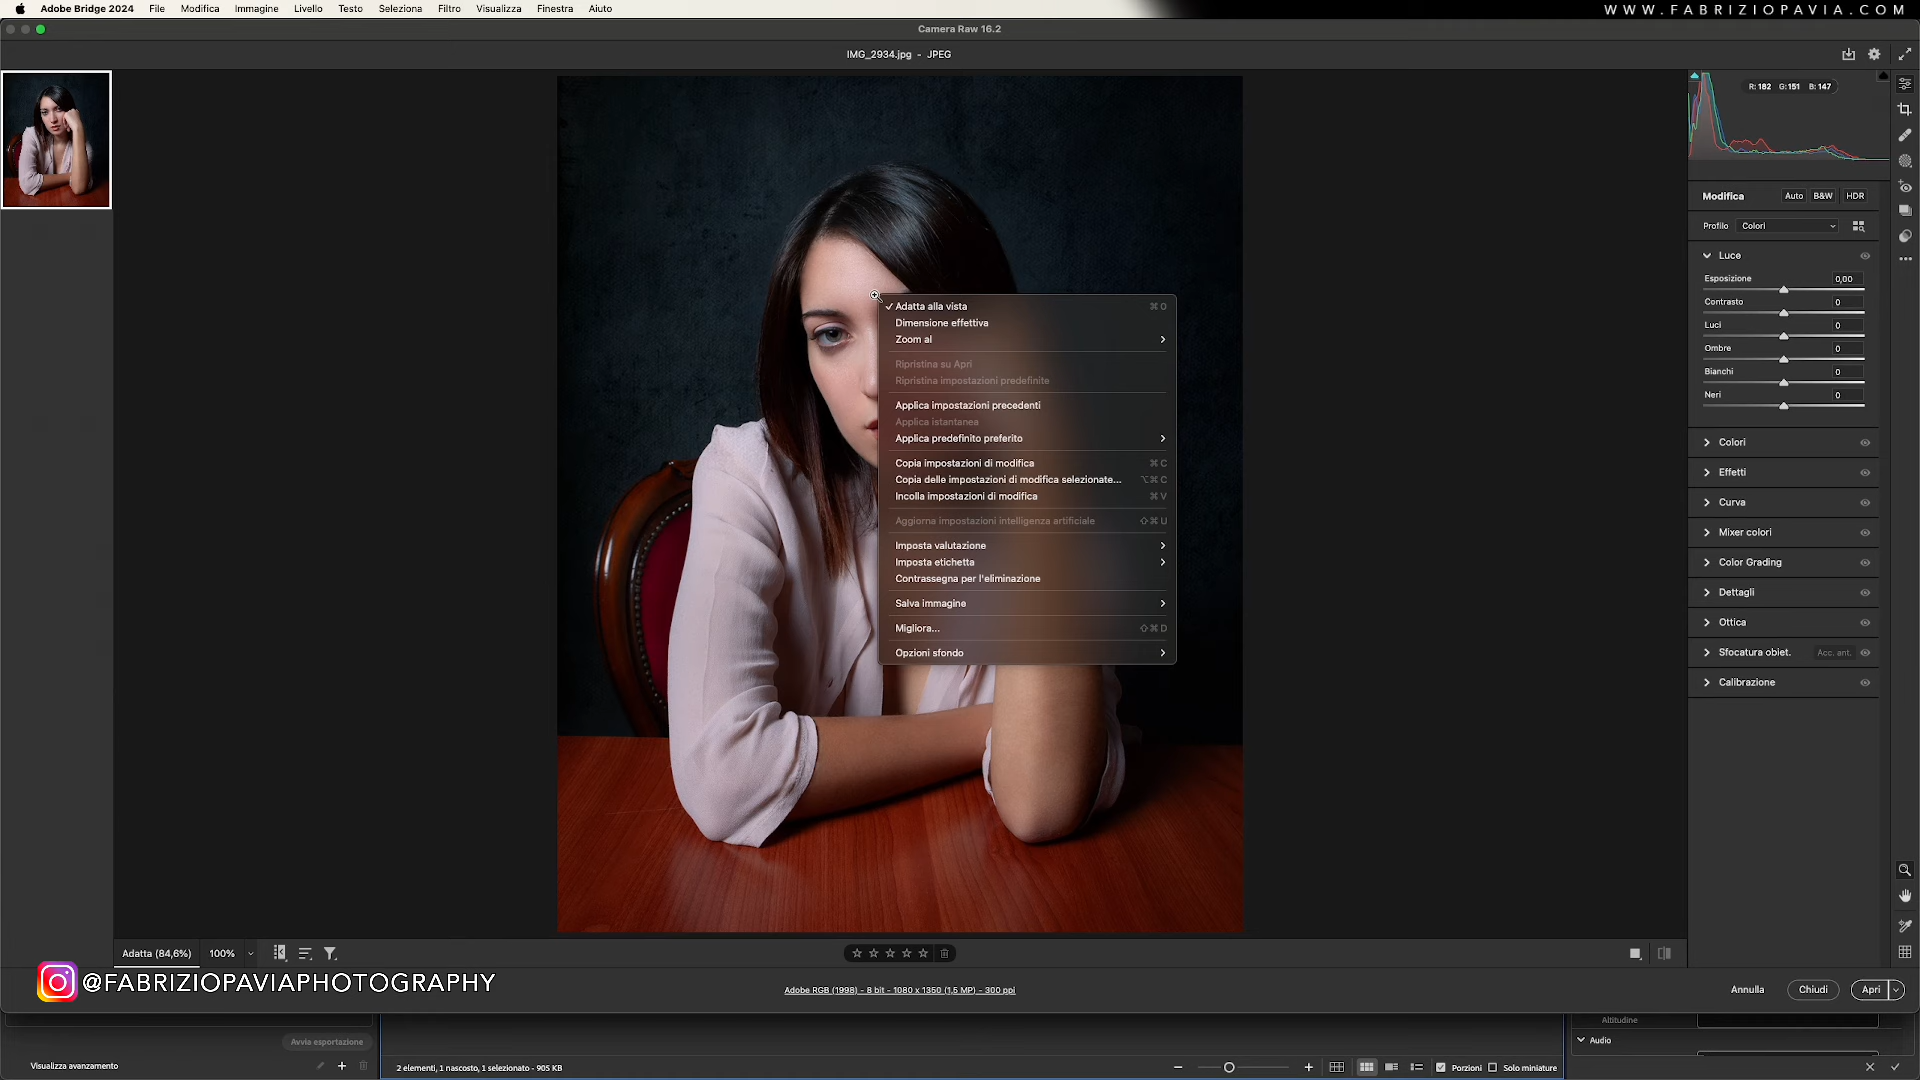 Adobe Bridge 2024 File Modifica Immagine Livello Testo Seleziona Filtro Visualizza Finestra Aiuto
WWW.FABRIZIOPAVIA.COM
Camera Raw 16.2
IMG_2934.jpg - JPEG
R: 182 G: 151 B: 147
Modifica Auto B&W HDR
Profilo Colori
Luce
Esposizione 0,00
Contrasto 0
Luci 0
Ombre 0
Bianchi 0
Neri 0
Colori
Effetti
Curva
Mixer colori
Color Grading
Dettagli
Ottica
Sfocatura obiet. Acc. ant.
Calibrazione
✓ Adatta alla vista ⌘0
Dimensione effettiva
Zoom al
Ripristina su Apri
Ripristina impostazioni predefinite
Applica impostazioni precedenti
Applica istantanea
Applica predefinito preferito
Copia impostazioni di modifica ⌘C
Copia delle impostazioni di modifica selezionate... ⌥⌘C
Incolla impostazioni di modifica ⌘V
Aggiorna impostazioni intelligenza artificiale ⇧⌘U
Imposta valutazione
Imposta etichetta
Contrassegna per l'eliminazione
Salva immagine
Migliora... ⇧⌘D
Opzioni sfondo
Adatta (84,6%) 100%
@FABRIZIOPAVIAPHOTOGRAPHY
Adobe RGB (1998) - 8 bit - 1080 x 1350 (1,5 MP) - 300 ppi
Annulla Chiudi Apri
Avvia esportazione
Altitudine
Audio
Visualizza avanzamento
2 elementi, 1 nascosto, 1 selezionato - 905 KB
Porzioni Solo miniature